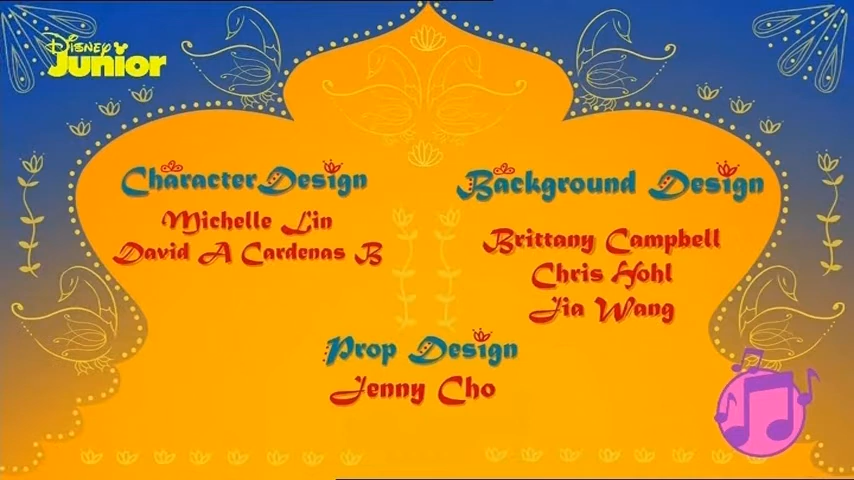 Disney
Junior
Character Design
Michelle Lin
David A Cardenas B
Background Design
Brittany Campbell
Chris Hohl
Jia Wang
Prop Design
Jenny Cho